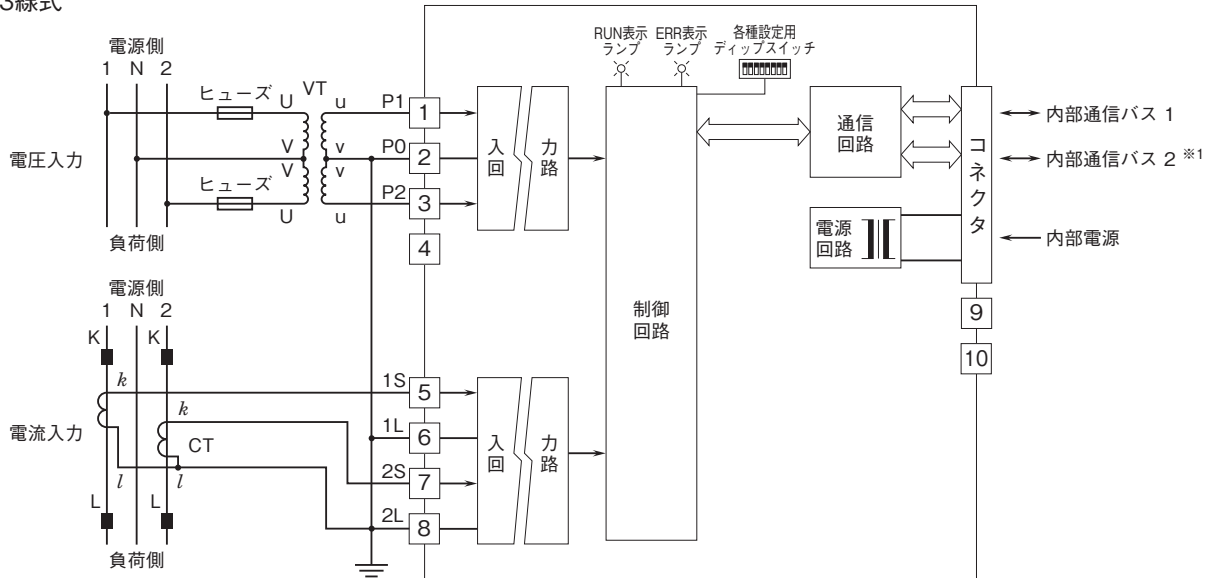 3線式
RUN表示
ランプ
ERR表示
ランプ
各種設定用
ディップスイッチ
電源側
1 N 2
ヒューズ
U
VT
u
P1
1
電圧入力
V
v
P0
2
V
v
ヒューズ
U
u
P2
3
負荷側
4
入力
回路
通信
回路
コネクタ
内部通信バス 1
内部通信バス 2 ※1
電源
回路
内部電源
9
10
制御
回路
電源側
1 N 2
K
K
k
1S
5
電流入力
k
CT
1L
6
l
l
2S
7
L
L
2L
8
負荷側
入力
回路